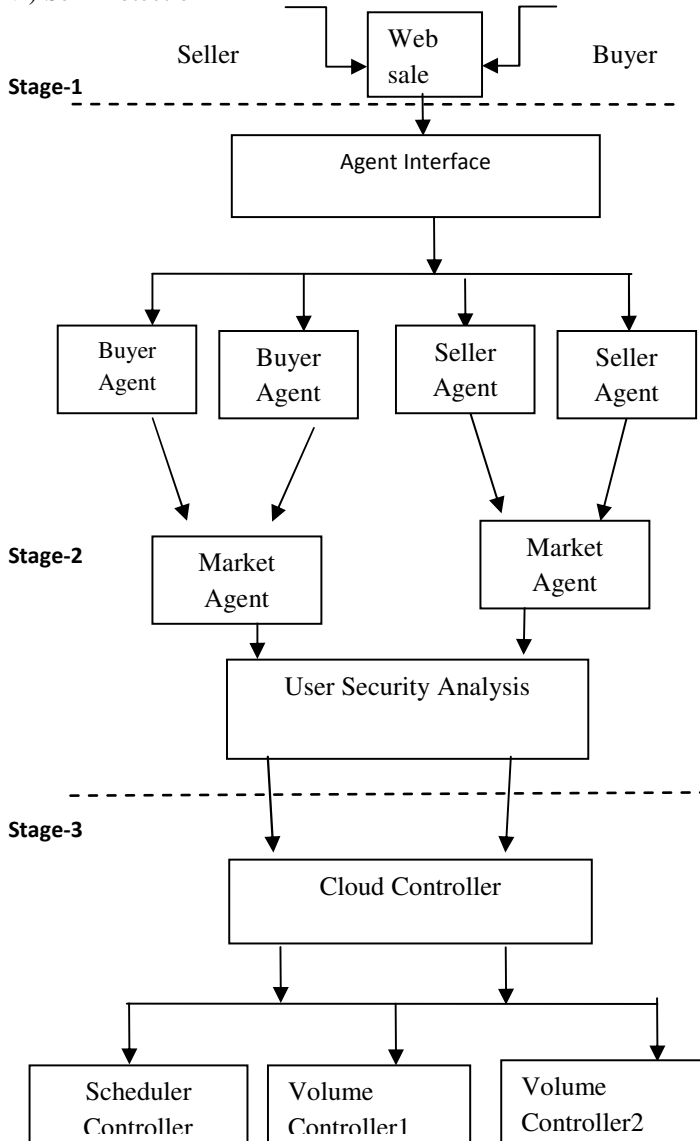 Seller
Web
sale
Buyer
Stage-1
Agent Interface
Buyer
Agent
Buyer
Agent
Seller
Agent
Seller
Agent
Stage-2
Market
Agent
Market
Agent
User Security Analysis
Stage-3
Cloud Controller
Scheduler
Controller
Volume
Controller1
Volume
Controller2